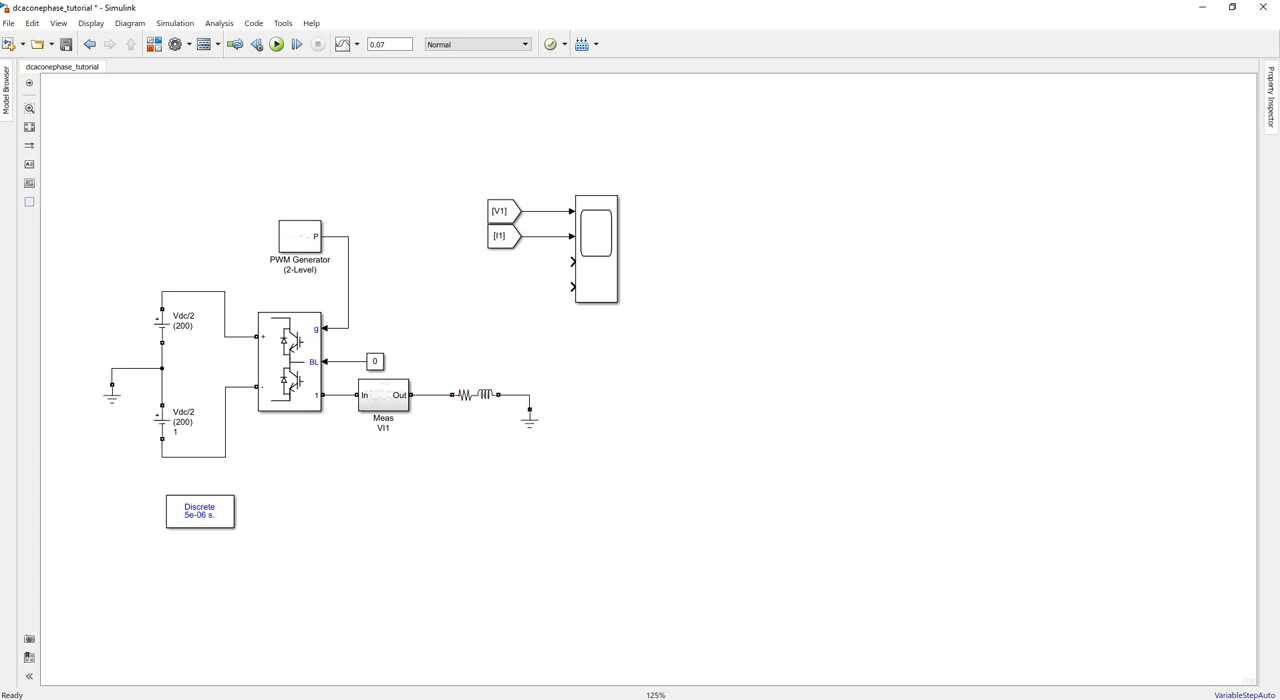 dcaconephase_tutorial * - Simulink
File Edit View Display Diagram Simulation Analysis Code Tools Help
0.07 Normal
dcaconephase_tutorial
Model Browser
Property Inspector
[V1]
[I1]
P
PWM Generator
(2-Level)
Vdc/2
(200)
+
+
g
BL
0
-
1
In Out
Meas
VI1
+
Vdc/2
(200)
1
Discrete
5e-06 s.
Ready 125% VariableStepAuto